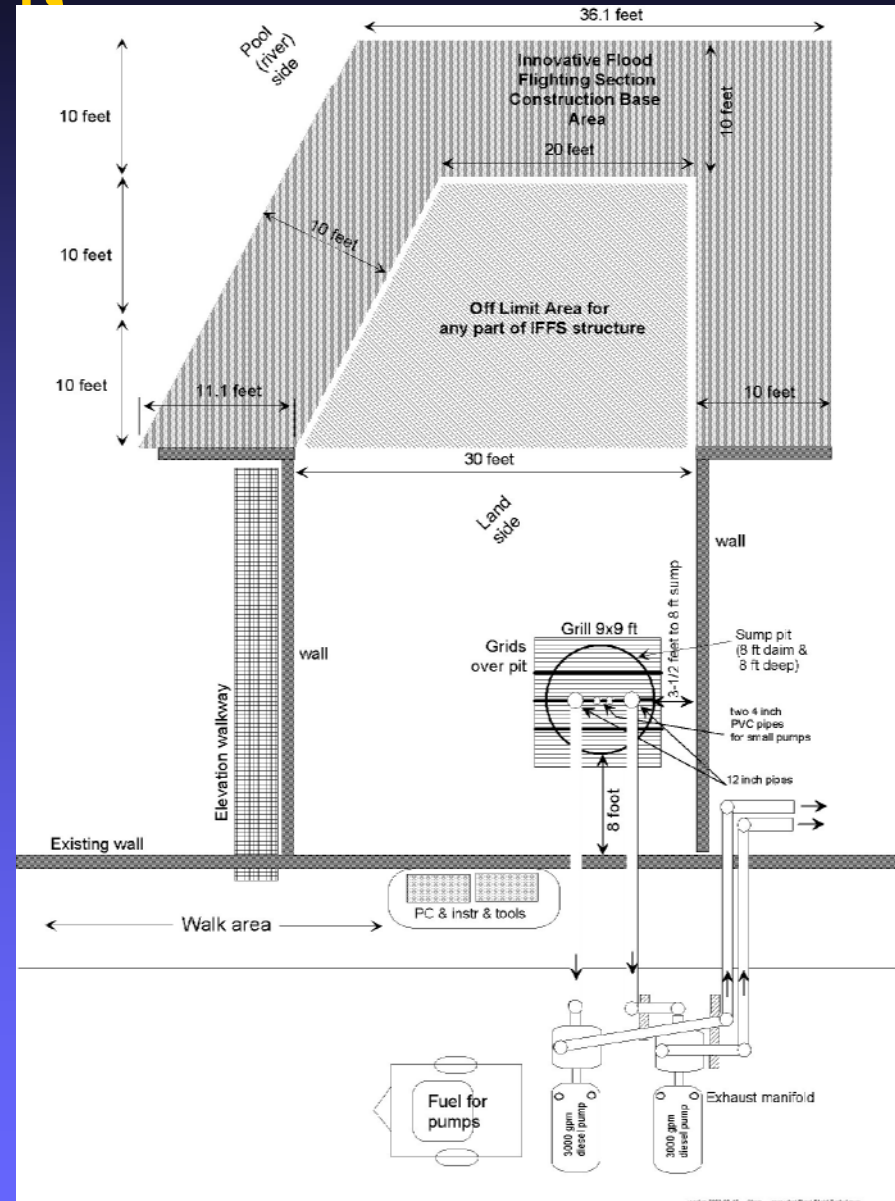 36.1 feet
Pool
(river)
side
Innovative Flood
Flighting Section
Construction Base
Area
10 feet
10 feet
20 feet
10 feet
10 feet
Off Limit Area for
any part of IFFS structure
10 feet
11.1 feet
10 feet
30 feet
Land
side
wall
wall
3-1/2 feet to 8 ft sump
Grill 9x9 ft
Grids
over pit
Sump pit
(8 ft daim &
8 ft deep)
two 4 inch
PVC pipes
for small pumps
12 inch pipes
Elevation walkway
8 foot
Existing wall
Walk area
PC & instr & tools
Fuel for
pumps
3000 gpm
diesel pump
3000 gpm
diesel pump
Exhaust manifold